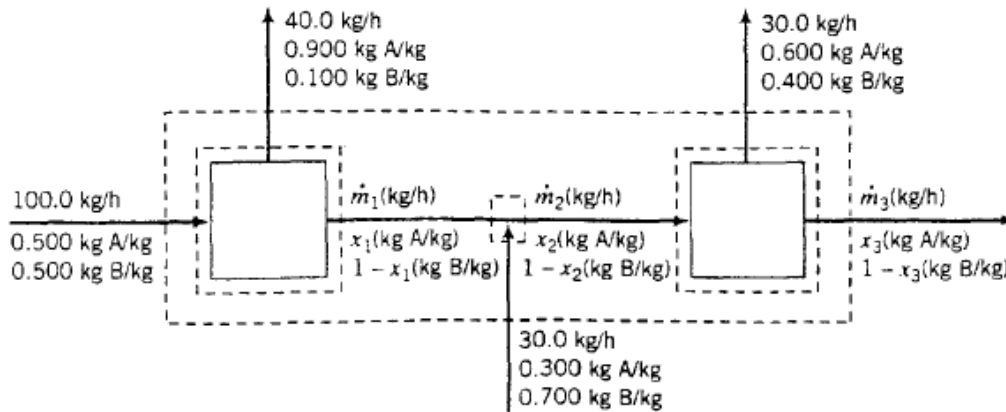 40.0 kg/h
0.900 kg A/kg
0.100 kg B/kg
30.0 kg/h
0.600 kg A/kg
0.400 kg B/kg
100.0 kg/h
0.500 kg A/kg
0.500 kg B/kg
ṁ₁(kg/h)
x₁(kg A/kg)
1 – x₁(kg B/kg)
ṁ₂(kg/h)
x₂(kg A/kg)
1 – x₂(kg B/kg)
ṁ₃(kg/h)
x₃(kg A/kg)
1 – x₃(kg B/kg)
30.0 kg/h
0.300 kg A/kg
0.700 kg B/kg